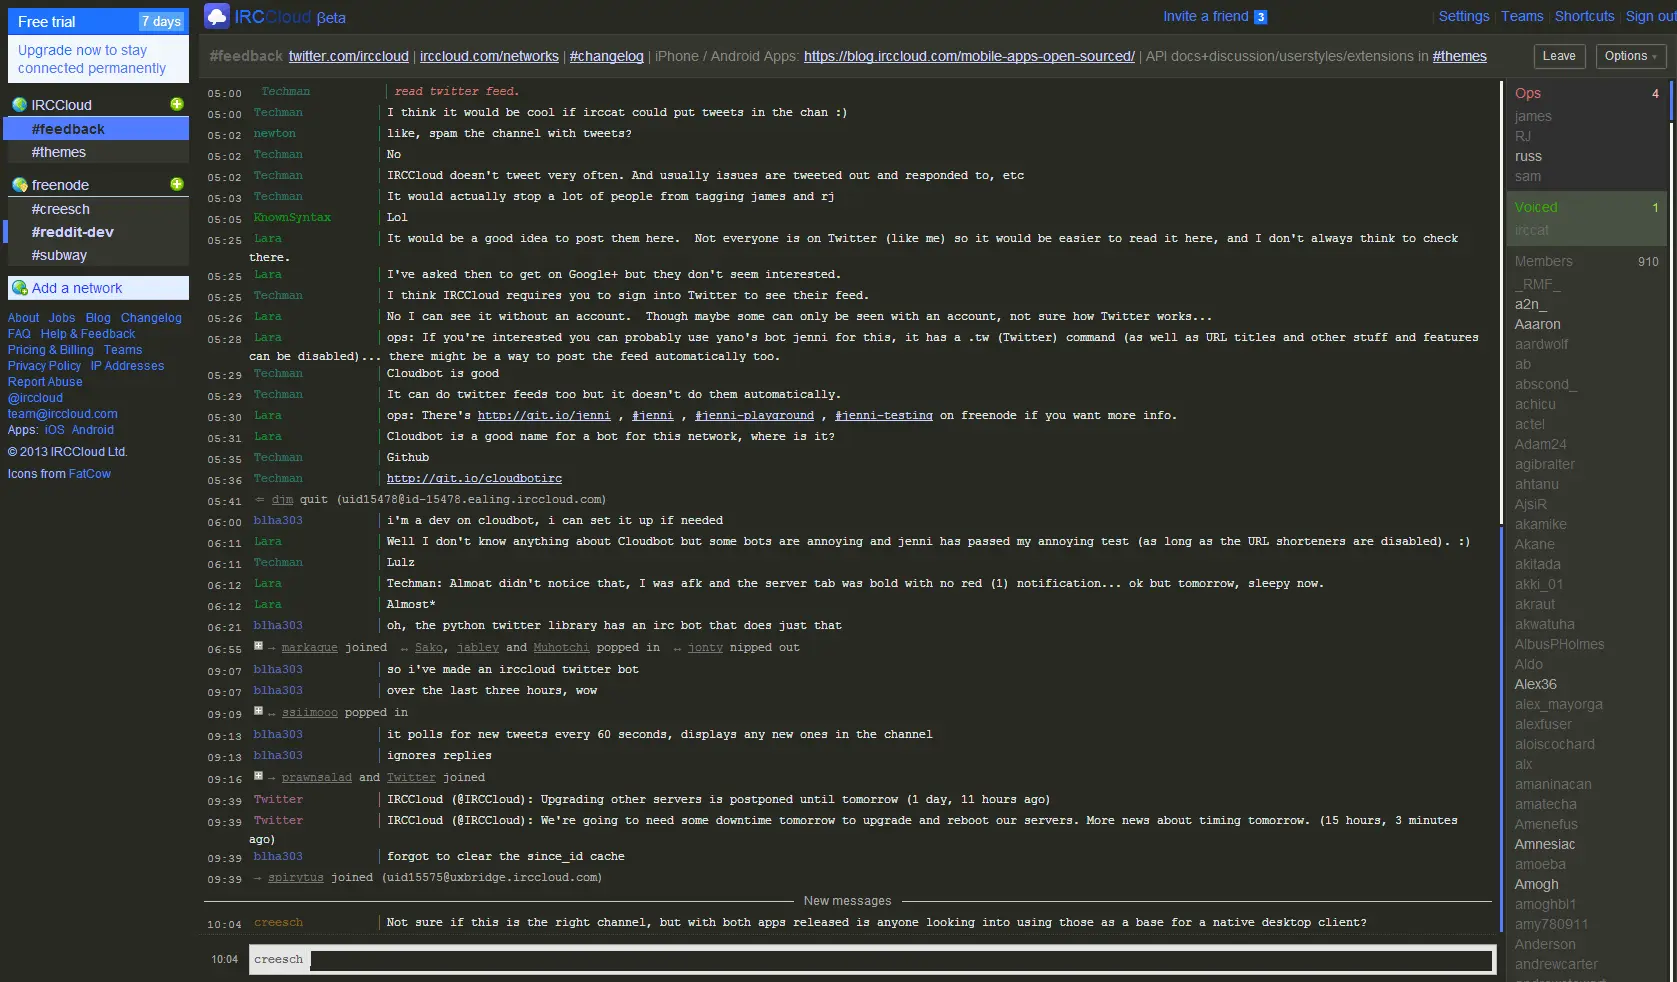 Free trial 7 days
Upgrade now to stay
connected permanently
IRCCloud
#feedback
#themes
freenode
#creesch
#reddit-dev
#subway
Add a network
About Jobs Blog Changelog
FAQ Help & Feedback
Pricing & Billing Teams
Privacy Policy IP Addresses
Report Abuse
@irccloud
team@irccloud.com
Apps: iOS Android
© 2013 IRCCloud Ltd.
Icons from FatCow
IRCCloud βeta
Invite a friend 3
Settings | Teams | Shortcuts | Sign out
#feedback twitter.com/irccloud | irccloud.com/networks | #changelog | iPhone / Android Apps: https://blog.irccloud.com/mobile-apps-open-sourced/ | API docs+discussion/userstyles/extensions in #themes
Leave
Options
05:00 Techman read twitter feed.
05:00 Techman I think it would be cool if irccat could put tweets in the chan :)
05:02 newton like, spam the channel with tweets?
05:02 Techman No
05:02 Techman IRCCloud doesn't tweet very often. And usually issues are tweeted out and responded to, etc
05:03 Techman It would actually stop a lot of people from tagging james and rj
05:05 KnownSyntax Lol
05:25 Lara It would be a good idea to post them here.  Not everyone is on Twitter (like me) so it would be easier to read it here, and I don't always think to check
there.
05:25 Lara I've asked then to get on Google+ but they don't seem interested.
05:25 Techman I think IRCCloud requires you to sign into Twitter to see their feed.
05:26 Lara No I can see it without an account.  Though maybe some can only be seen with an account, not sure how Twitter works...
05:28 Lara ops: If you're interested you can probably use yano's bot jenni for this, it has a .tw (Twitter) command (as well as URL titles and other stuff and features
can be disabled)... there might be a way to post the feed automatically too.
05:29 Techman Cloudbot is good
05:29 Techman It can do twitter feeds too but it doesn't do them automatically.
05:30 Lara ops: There's http://git.io/jenni , #jenni , #jenni-playground , #jenni-testing on freenode if you want more info.
05:31 Lara Cloudbot is a good name for a bot for this network, where is it?
05:35 Techman Github
05:36 Techman http://git.io/cloudbotirc
05:41 ⇐ djm quit (uid15478@id-15478.ealing.irccloud.com)
06:00 blha303 i'm a dev on cloudbot, i can set it up if needed
06:11 Lara Well I don't know anything about Cloudbot but some bots are annoying and jenni has passed my annoying test (as long as the URL shorteners are disabled). :)
06:11 Techman Lulz
06:12 Lara Techman: Almoat didn't notice that, I was afk and the server tab was bold with no red (1) notification... ok but tomorrow, sleepy now.
06:12 Lara Almost*
06:21 blha303 oh, the python twitter library has an irc bot that does just that
06:55 → markaque joined ↔ Sako, jabley and Muhotchi popped in ↔ jonty nipped out
09:07 blha303 so i've made an irccloud twitter bot
09:07 blha303 over the last three hours, wow
09:09 ↔ ssiimooo popped in
09:13 blha303 it polls for new tweets every 60 seconds, displays any new ones in the channel
09:13 blha303 ignores replies
09:16 → prawnsalad and Twitter joined
09:39 Twitter IRCCloud (@IRCCloud): Upgrading other servers is postponed until tomorrow (1 day, 11 hours ago)
09:39 Twitter IRCCloud (@IRCCloud): We're going to need some downtime tomorrow to upgrade and reboot our servers. More news about timing tomorrow. (15 hours, 3 minutes
ago)
09:39 blha303 forgot to clear the since_id cache
09:39 → spirytus joined (uid15575@uxbridge.irccloud.com)
New messages
10:04 creesch Not sure if this is the right channel, but with both apps released is anyone looking into using those as a base for a native desktop client?
10:04 creesch
Ops 4
james
RJ
russ
sam
Voiced 1
irccat
Members 910
_RMF_
a2n_
Aaaron
aardwolf
ab
abscond_
achicu
actel
Adam24
agibralter
ahtanu
AjsiR
akamike
Akane
akitada
akki_01
akraut
akwatuha
AlbusPHolmes
Aldo
Alex36
alex_mayorga
alexfuser
aloiscochard
alx
amaninacan
amatecha
Amenefus
Amnesiac
amoeba
Amogh
amoghbl1
amy780911
Anderson
andrewcarter